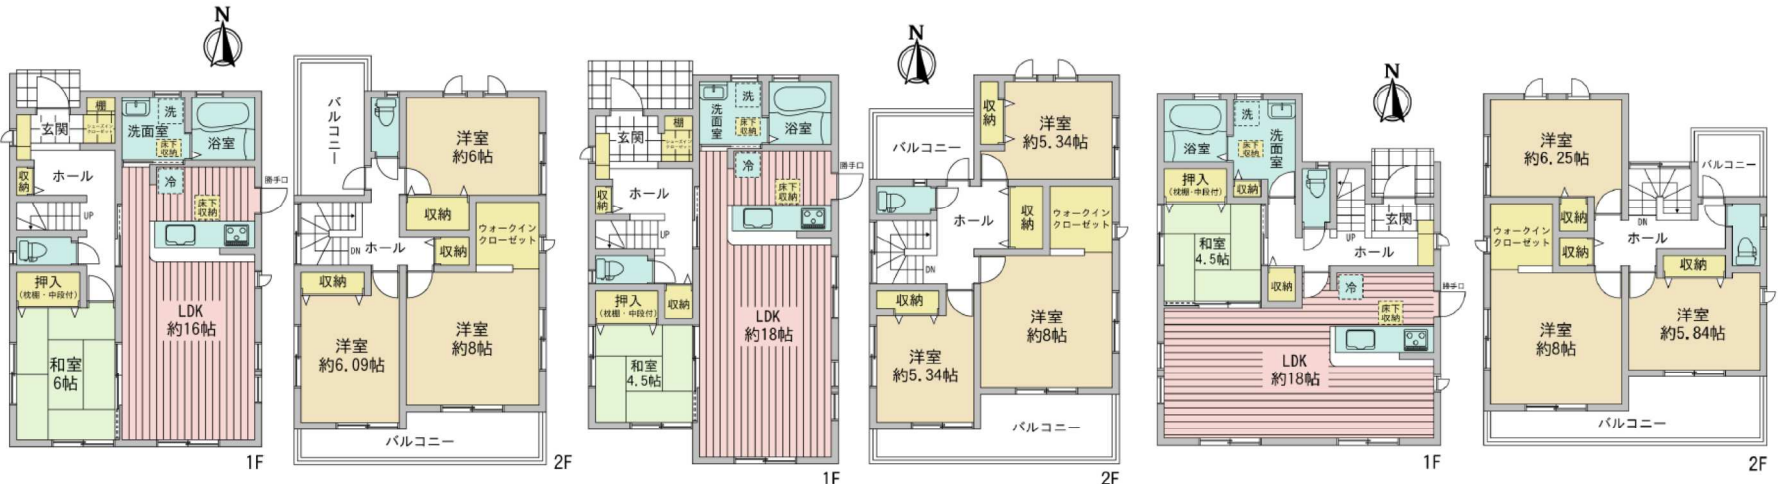 N
棚
シューズイン
クローゼット
玄関
洗面室
洗
床下
収納
浴室
収納
ホール
冷
床下
収納
勝手口
UP
押入
(枕棚・中段付)
LDK
約16帖
和室
6帖
1F
バルコニー
洋室
約6帖
収納
ウォークイン
クローゼット
DN
ホール
収納
収納
洋室
約6.09帖
洋室
約8帖
バルコニー
2F
N
玄関
棚
シューズイン
クローゼット
洗面室
洗
床下
収納
浴室
収納
ホール
冷
床下
収納
勝手口
UP
押入
(枕棚・中段付)
収納
LDK
約18帖
和室
4.5帖
1F
収納
洋室
約5.34帖
バルコニー
ホール
収納
ウォークイン
クローゼット
DN
収納
洋室
約5.34帖
洋室
約8帖
バルコニー
2F
N
浴室
洗
床下
収納
洗面室
押入
(枕棚・中段付)
収納
玄関
UP
ホール
和室
4.5帖
収納
冷
床下
収納
勝手口
LDK
約18帖
1F
洋室
約6.25帖
バルコニー
ウォークイン
クローゼット
収納
収納
DN
ホール
収納
洋室
約8帖
洋室
約5.84帖
バルコニー
2F